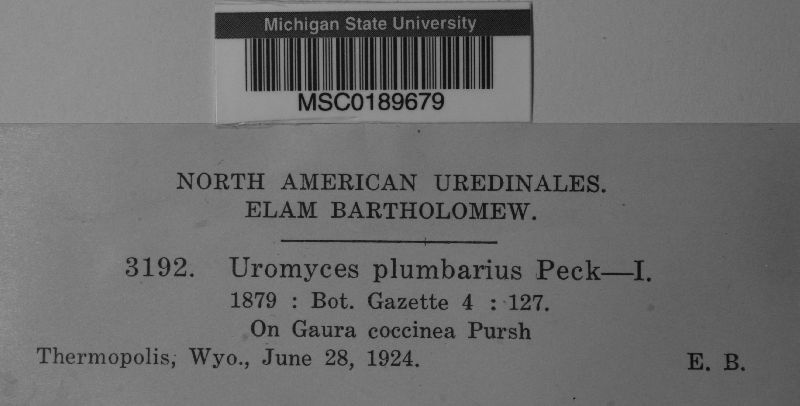 Michigan State University
MSC0189679
NORTH AMERICAN UREDINALES.
ELAM BARTHOLOMEW.
3192. Uromyces plumbarius Peck—I.
1879 : Bot. Gazette 4 : 127.
On Gaura coccinea Pursh
Thermopolis, Wyo., June 28, 1924. E. B.